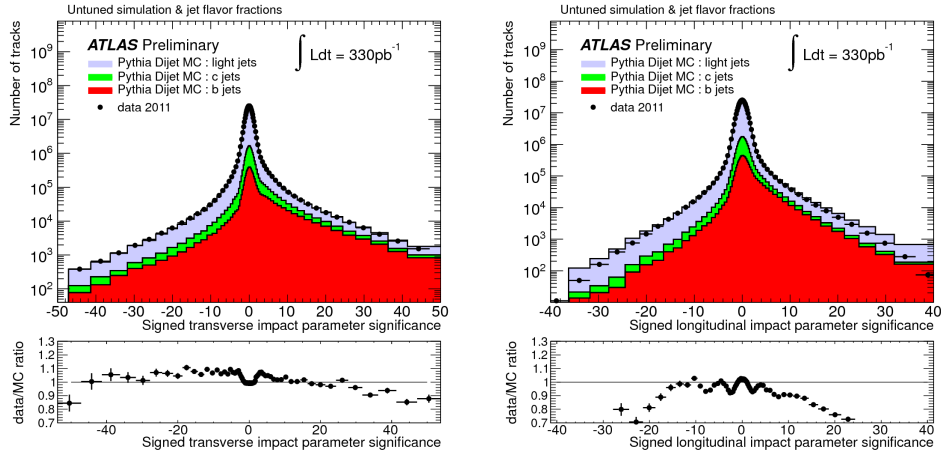 Untuned simulation & jet flavor fractions
Number of tracks
10⁹
10⁸
10⁷
10⁶
10⁵
10⁴
10³
10²
ATLAS Preliminary
∫ Ldt = 330pb⁻¹
Pythia Dijet MC : light jets
Pythia Dijet MC : c jets
Pythia Dijet MC : b jets
data 2011
-50 -40 -30 -20 -10 0 10 20 30 40 50
Signed transverse impact parameter significance
data/MC ratio
1.3
1.2
1.1
1
0.9
0.8
0.7
-40 -20 0 20 40
Signed transverse impact parameter significance
Untuned simulation & jet flavor fractions
Number of tracks
10⁹
10⁸
10⁷
10⁶
10⁵
10⁴
10³
10²
ATLAS Preliminary
∫ Ldt = 330pb⁻¹
Pythia Dijet MC : light jets
Pythia Dijet MC : c jets
Pythia Dijet MC : b jets
data 2011
-40 -30 -20 -10 0 10 20 30 40
Signed longitudinal impact parameter significance
data/MC ratio
1.3
1.2
1.1
1
0.9
0.8
0.7
-40 -30 -20 -10 0 10 20 30 40
Signed longitudinal impact parameter significance